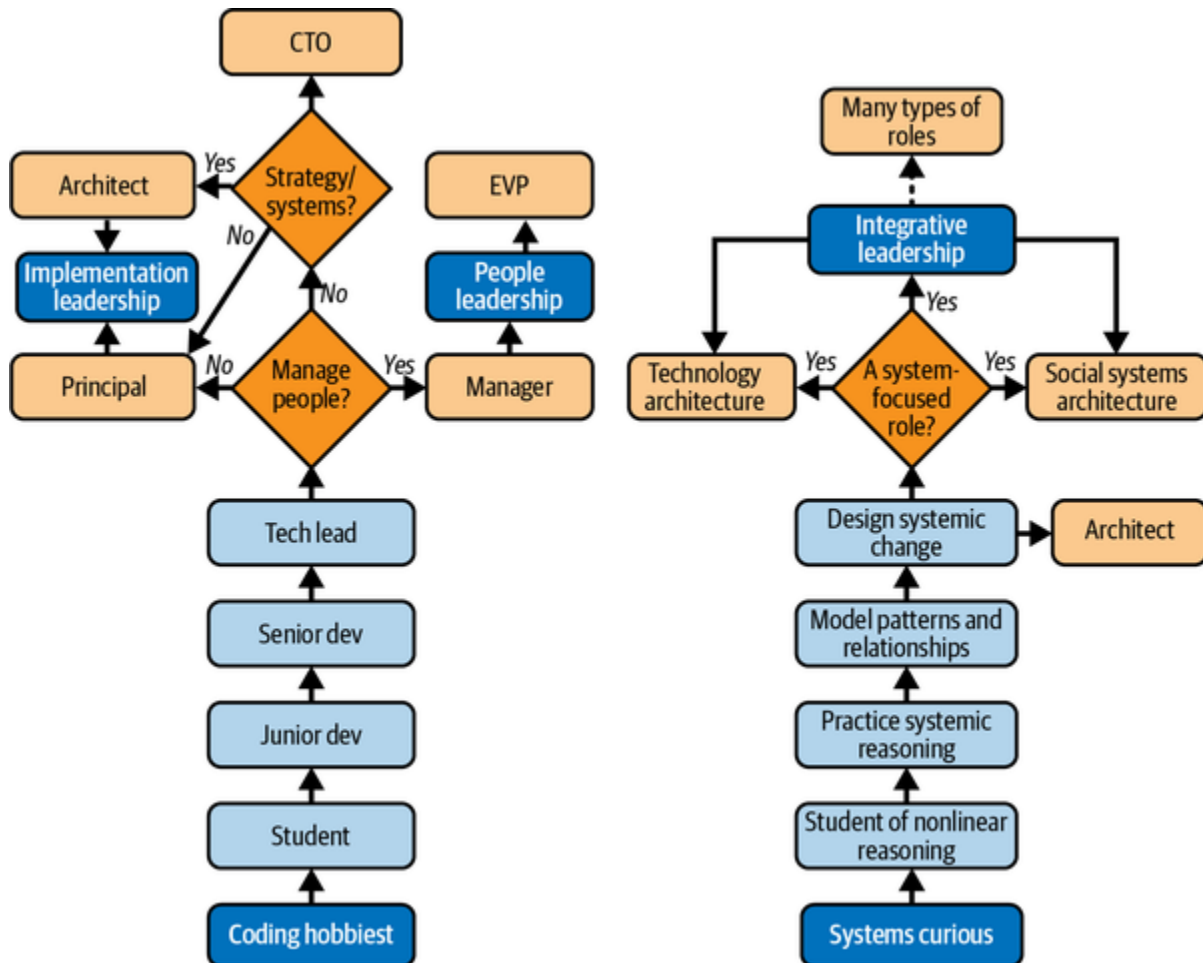 CTO
Yes
Strategy/
systems?
Architect
EVP
No
Implementation
leadership
People
leadership
No
Principal
No
Manage
people?
Yes
Manager
Tech lead
Senior dev
Junior dev
Student
Coding hobbiest
Many types of
roles
Integrative
leadership
Yes
Technology
architecture
Yes
A system-
focused
role?
Yes
Social systems
architecture
Design systemic
change
Architect
Model patterns and
relationships
Practice systemic
reasoning
Student of nonlinear
reasoning
Systems curious